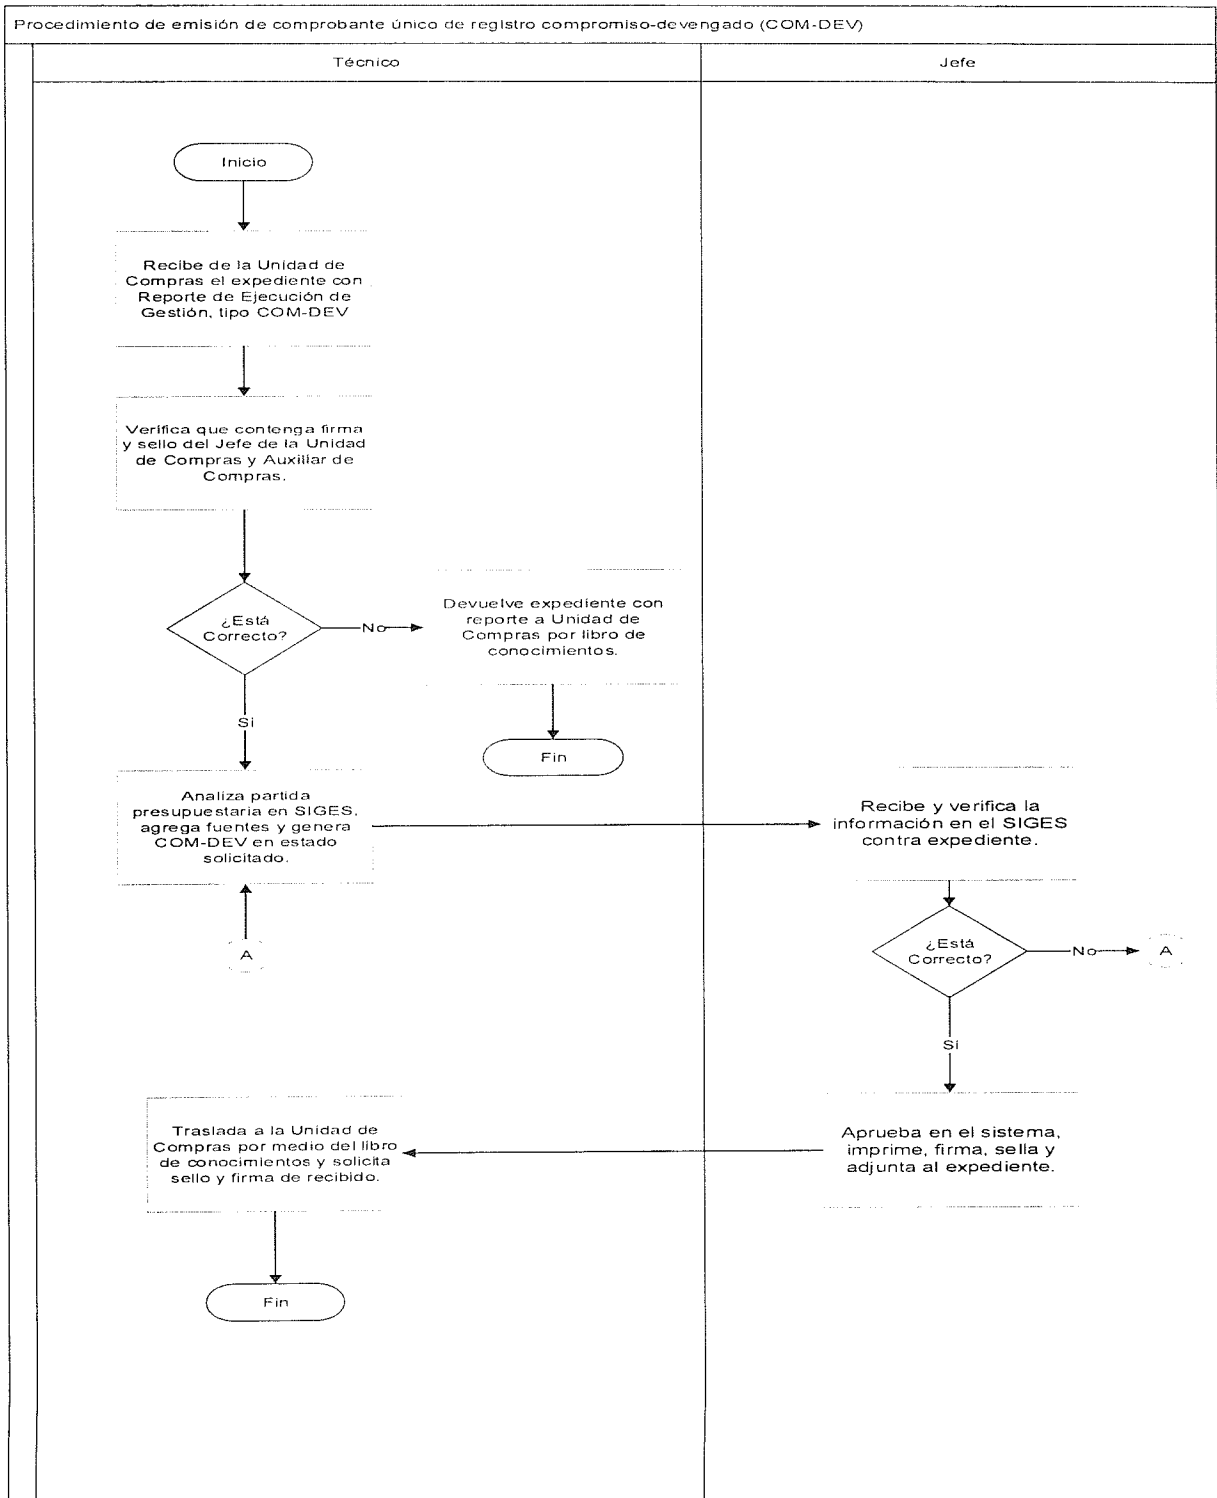 Procedimiento de emisión de comprobante único de registro compromiso-devengado (COM-DEV)
Técnico
Jefe
Inicio
Recibe de la Unidad de
Compras el expediente con
Reporte de Ejecución de
Gestión, tipo COM-DEV
Verifica que contenga firma
y sello del Jefe de la Unidad
de Compras y Auxiliar de
Compras.
¿Está
Correcto?
No
Devuelve expediente con
reporte a Unidad de
Compras por libro de
conocimientos.
Si
Fin
Analiza partida
presupuestaria en SIGES,
agrega fuentes y genera
COM-DEV en estado
solicitado.
Recibe y verifica la
información en el SIGES
contra expediente.
A
¿Está
Correcto?
No
A
Si
Aprueba en el sistema,
imprime, firma, sella y
adjunta al expediente.
Traslada a la Unidad de
Compras por medio del libro
de conocimientos y solicita
sello y firma de recibido.
Fin